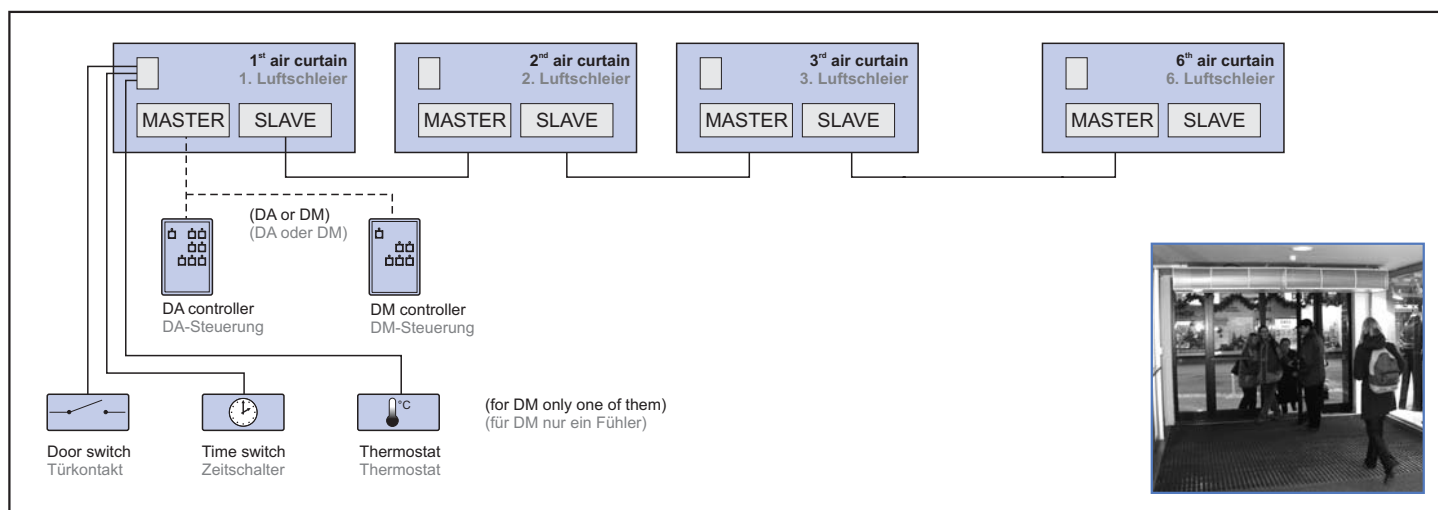 1st air curtain
1. Luftschleier
MASTER
SLAVE
2nd air curtain
2. Luftschleier
MASTER
SLAVE
3rd air curtain
3. Luftschleier
MASTER
SLAVE
6th air curtain
6. Luftschleier
MASTER
SLAVE
(DA or DM)
(DA oder DM)
DA controller
DA-Steuerung
DM controller
DM-Steuerung
°C
(for DM only one of them)
(für DM nur ein Fühler)
Door switch
Türkontakt
Time switch
Zeitschalter
Thermostat
Thermostat